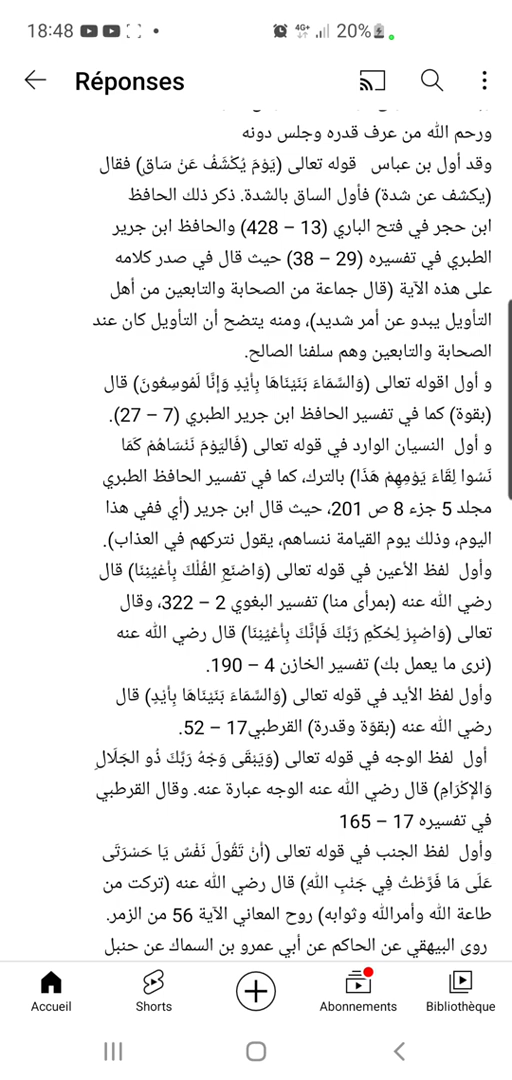 18:48
4G+
20%
Réponses
ورحم الله من عرف قدره وجلس دونه
وقد أول بن عباس قوله تعالى (يَوْمَ يُكْشَفُ عَنْ سَاقٍ) فقال
(يكشف عن شدة) فأول الساق بالشدة. ذكر ذلك الحافظ
ابن حجر في فتح الباري (13 – 428) والحافظ ابن جرير
الطبري في تفسيره (29 – 38) حيث قال في صدر كلامه
على هذه الآية (قال جماعة من الصحابة والتابعين من أهل
التأويل يبدو عن أمر شديد)، ومنه يتضح أن التأويل كان عند
الصحابة والتابعين وهم سلفنا الصالح.
و أول اقوله تعالى (وَالسَّمَاءَ بَنَيْنَاهَا بِأَيْدٍ وَإِنَّا لَمُوسِعُونَ) قال
(بقوة) كما في تفسير الحافظ ابن جرير الطبري (7 – 27).
و أول النسيان الوارد في قوله تعالى (فَاليَوْمَ نَنْسَاهُمْ كَمَا
نَسُوا لِقَاءَ يَوْمِهِمْ هَذَا) بالترك، كما في تفسير الحافظ الطبري
مجلد 5 جزء 8 ص 201، حيث قال ابن جرير (أي ففي هذا
اليوم، وذلك يوم القيامة ننساهم، يقول نتركهم في العذاب).
وأول لفظ الأعين في قوله تعالى (وَاصْنَعِ الفُلْكَ بِأَعْيُنِنَا) قال
رضي الله عنه (بمرأى منا) تفسير البغوي 2 – 322، وقال
تعالى (وَاصْبِرْ لِحُكْمِ رَبِّكَ فَإِنَّكَ بِأَعْيُنِنَا) قال رضي الله عنه
(نرى ما يعمل بك) تفسير الخازن 4 – 190.
وأول لفظ الأيد في قوله تعالى (وَالسَّمَاءَ بَنَيْنَاهَا بِأَيْدٍ) قال
رضي الله عنه (بقوّة وقدرة) القرطبي17 – 52.
أول لفظ الوجه في قوله تعالى (وَيَبْقَى وَجْهُ رَبِّكَ ذُو الجَلَالِ
وَالإِكْرَامِ) قال رضي الله عنه الوجه عبارة عنه. وقال القرطبي
في تفسيره 17 – 165
وأول لفظ الجنب في قوله تعالى (أَنْ تَقُولَ نَفْسٌ يَا حَسْرَتَى
عَلَى مَا فَرَّطْتُ فِي جَنْبِ اللهِ) قال رضي الله عنه (تركت من
طاعة الله وأمرالله وثوابه) روح المعاني الآية 56 من الزمر.
روى البيهقي عن الحاكم عن أبي عمرو بن السماك عن حنبل
Accueil
Shorts
Abonnements
Bibliothèque